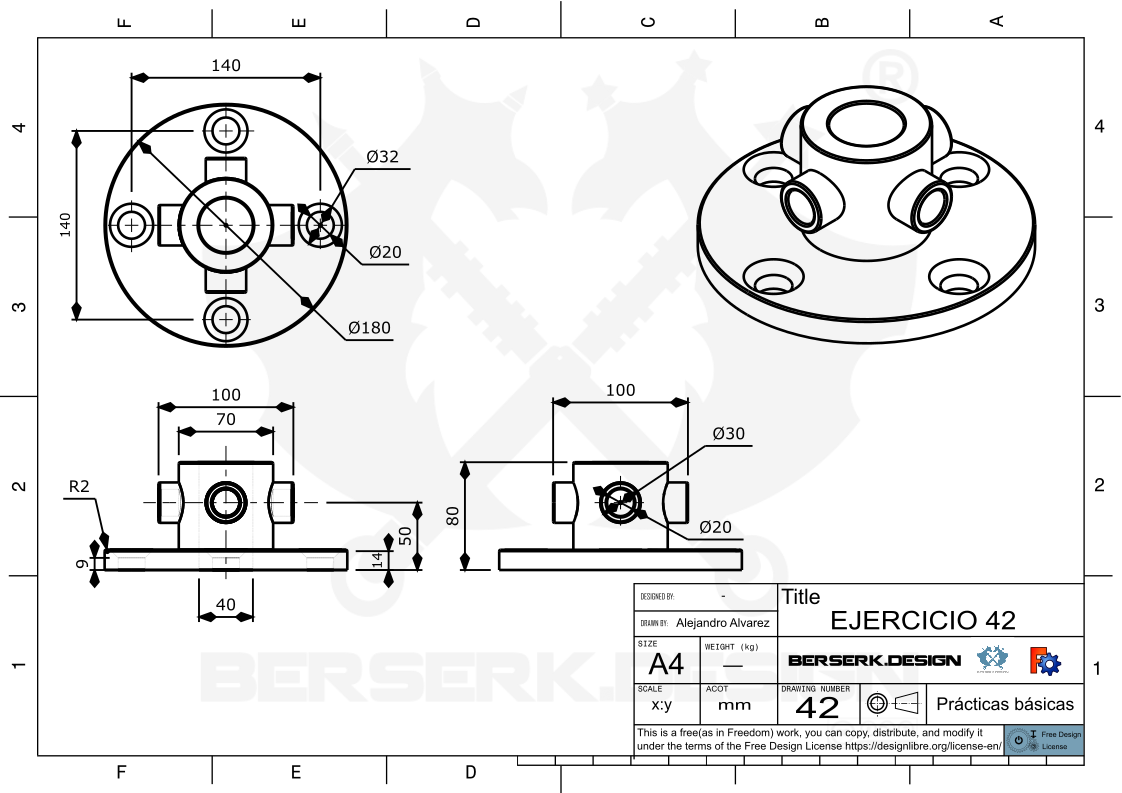 F E D C B A
4 4
3 3
2 2
1 1
F E D
140
140
Ø32
Ø20
Ø180
®
100
70
R2
50
9
14
40
100
Ø30
80
Ø20
BERSERK.DESIGN
DESIGNED BY: -
DRAWN BY: Alejandro Alvarez
Title
EJERCICIO 42
SIZE
A4
WEIGHT (kg)
—
BERSERK.DESIGN
SCALE
x:y
ACOT
mm
DRAWING NUMBER
42
Prácticas básicas
This is a free(as in Freedom) work, you can copy, distribute, and modify it
under the terms of the Free Design License https://designlibre.org/license-en/
Free Design
License